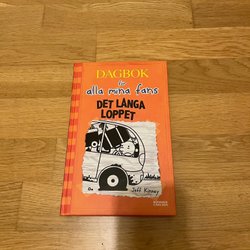 DAGBOK
för
alla mina fans
DET LÅNGA
LOPPET
Jeff Kinney